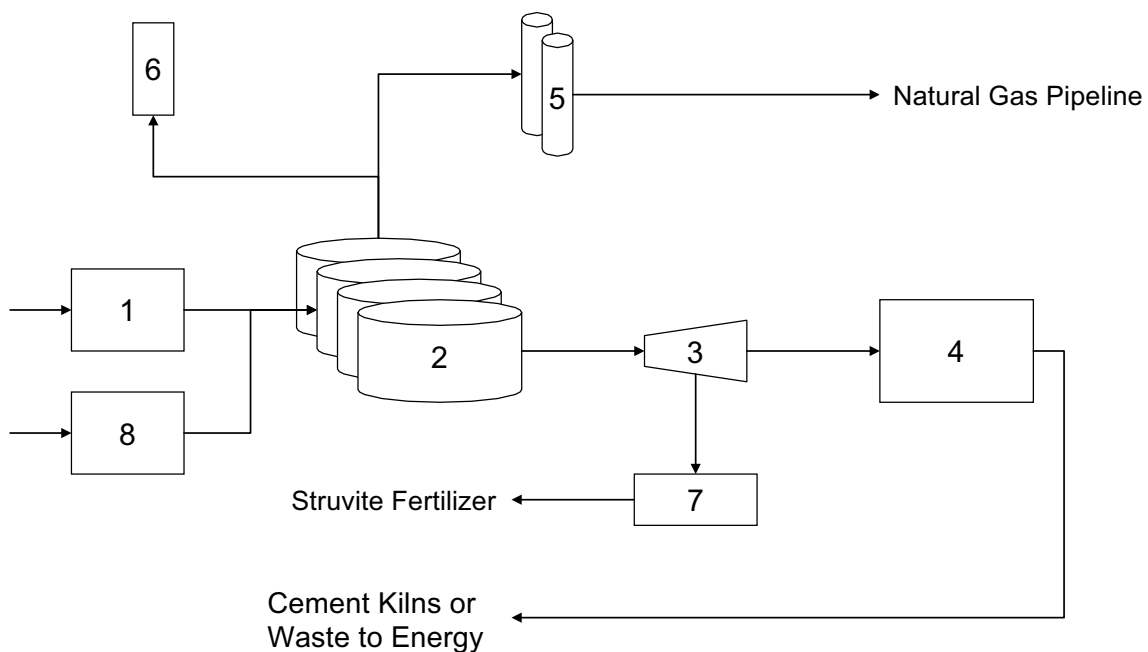 6
5
Natural Gas Pipeline
1
2
3
4
8
7
Struvite Fertilizer
Cement Kilns or
Waste to Energy